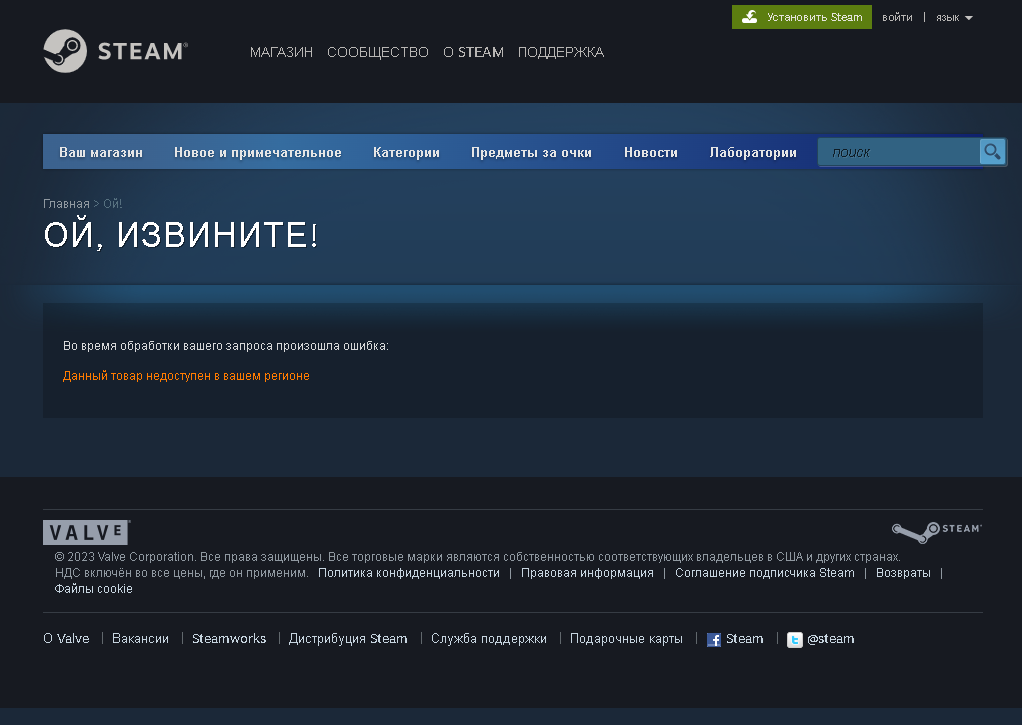 Установить Steam войти | язык
STEAM®
МАГАЗИН СООБЩЕСТВО О STEAM ПОДДЕРЖКА
Ваш магазин Новое и примечательное Категории Предметы за очки Новости Лаборатории поиск
Главная > Ой!
ОЙ, ИЗВИНИТЕ!
Во время обработки вашего запроса произошла ошибка:
Данный товар недоступен в вашем регионе
VALVE® STEAM™
© 2023 Valve Corporation. Все права защищены. Все торговые марки являются собственностью соответствующих владельцев в США и других странах.
НДС включён во все цены, где он применим. Политика конфиденциальности | Правовая информация | Соглашение подписчика Steam | Возвраты |
Файлы cookie
О Valve | Вакансии | Steamworks | Дистрибуция Steam | Служба поддержки | Подарочные карты | Steam | @steam